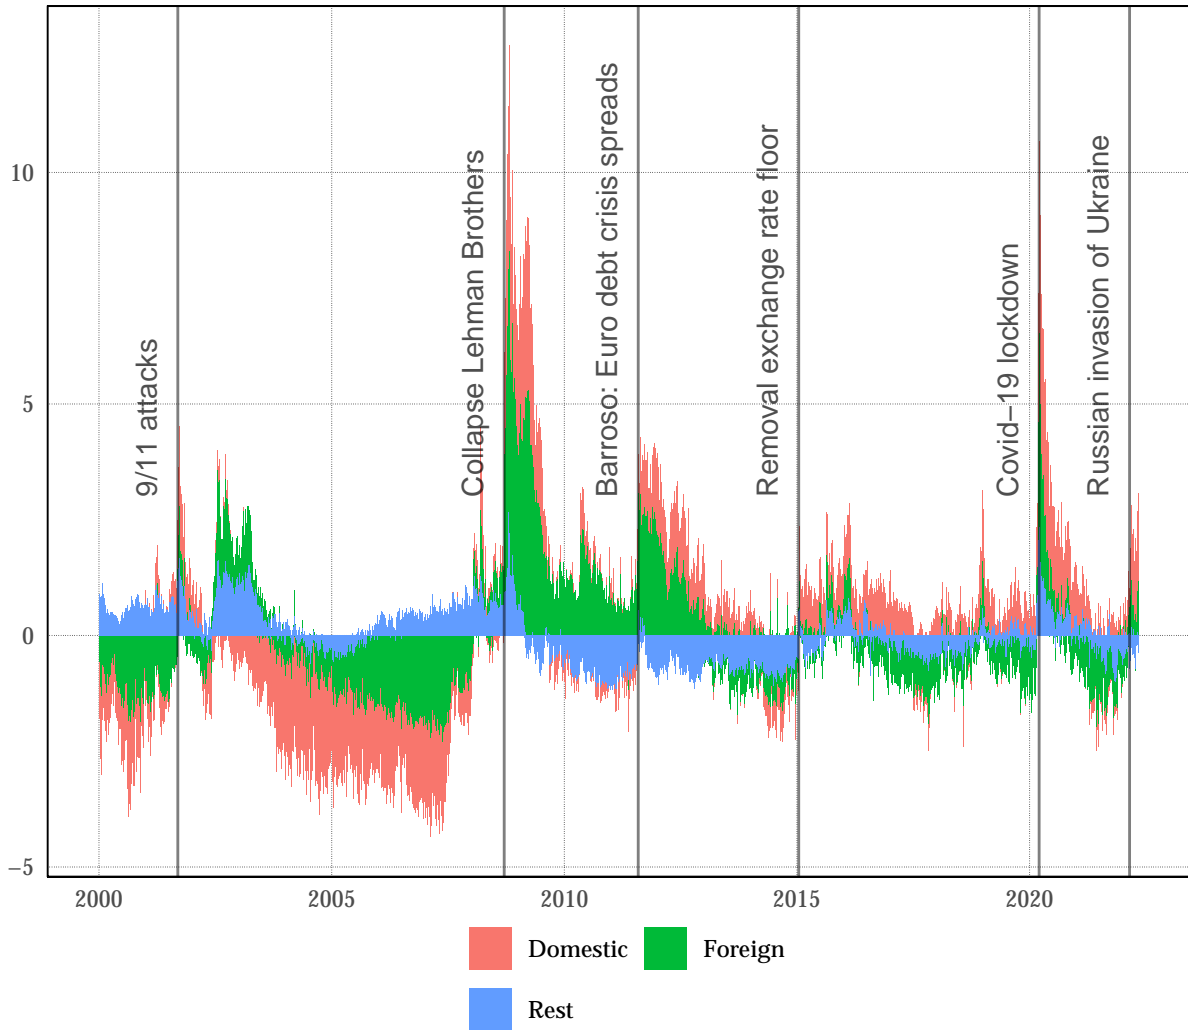 10
5
0
−5
9/11 attacks
Collapse Lehman Brothers
Barroso: Euro debt crisis spreads
Removal exchange rate floor
Covid−19 lockdown
Russian invasion of Ukraine
2000 2005 2010 2015 2020
Domestic Foreign
Rest